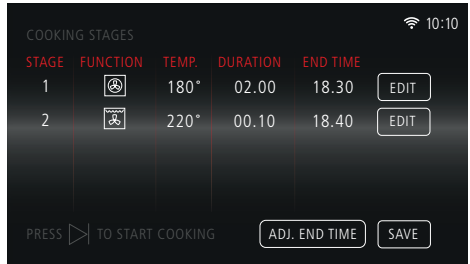 10:10
COOKING STAGES
STAGE FUNCTION TEMP. DURATION END TIME
1 180° 02.00 18.30 EDIT
2 220° 00.10 18.40 EDIT
PRESS TO START COOKING ADJ. END TIME SAVE